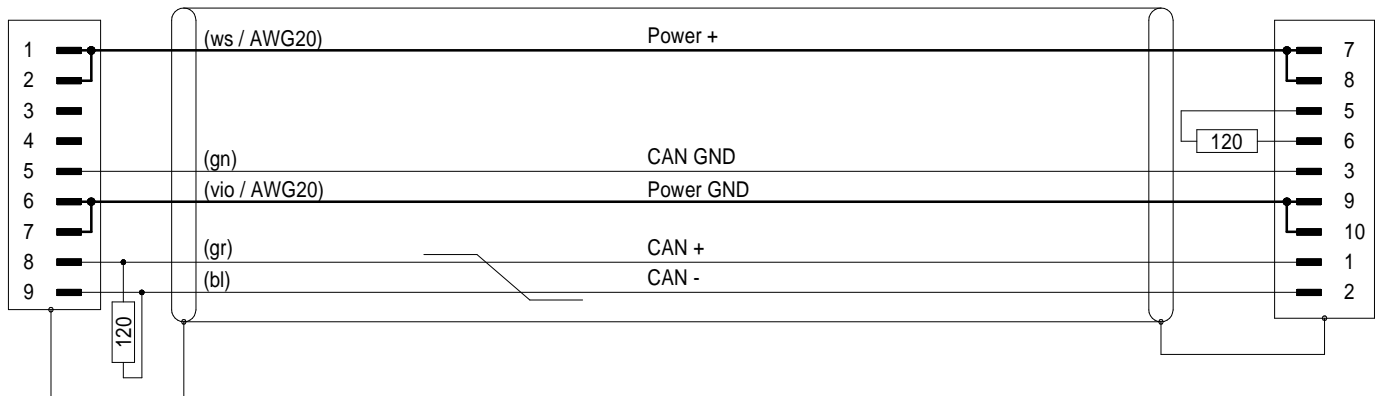 1 (ws / AWG20) Power + 7
2 8
3 5
4 120 6
5 (gn) CAN GND 3
6 (vio / AWG20) Power GND 9
7 10
8 (gr) CAN + 1
9 (bl) CAN - 2
120